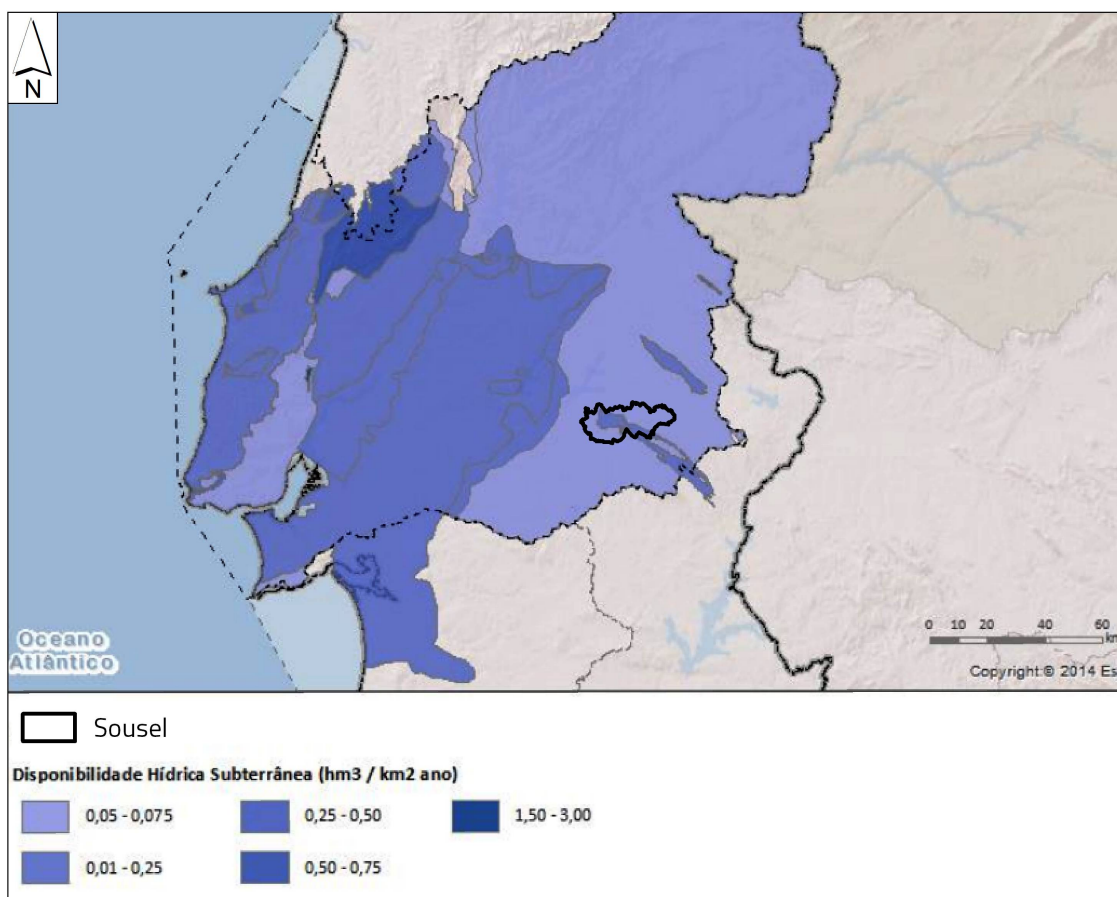 N
Oceano
Atlântico
0 10 20 40 60
km
Copyright:© 2014 Es
Sousel
Disponibilidade Hídrica Subterrânea (hm3 / km2 ano)
0,05 - 0,075
0,25 - 0,50
1,50 - 3,00
0,01 - 0,25
0,50 - 0,75